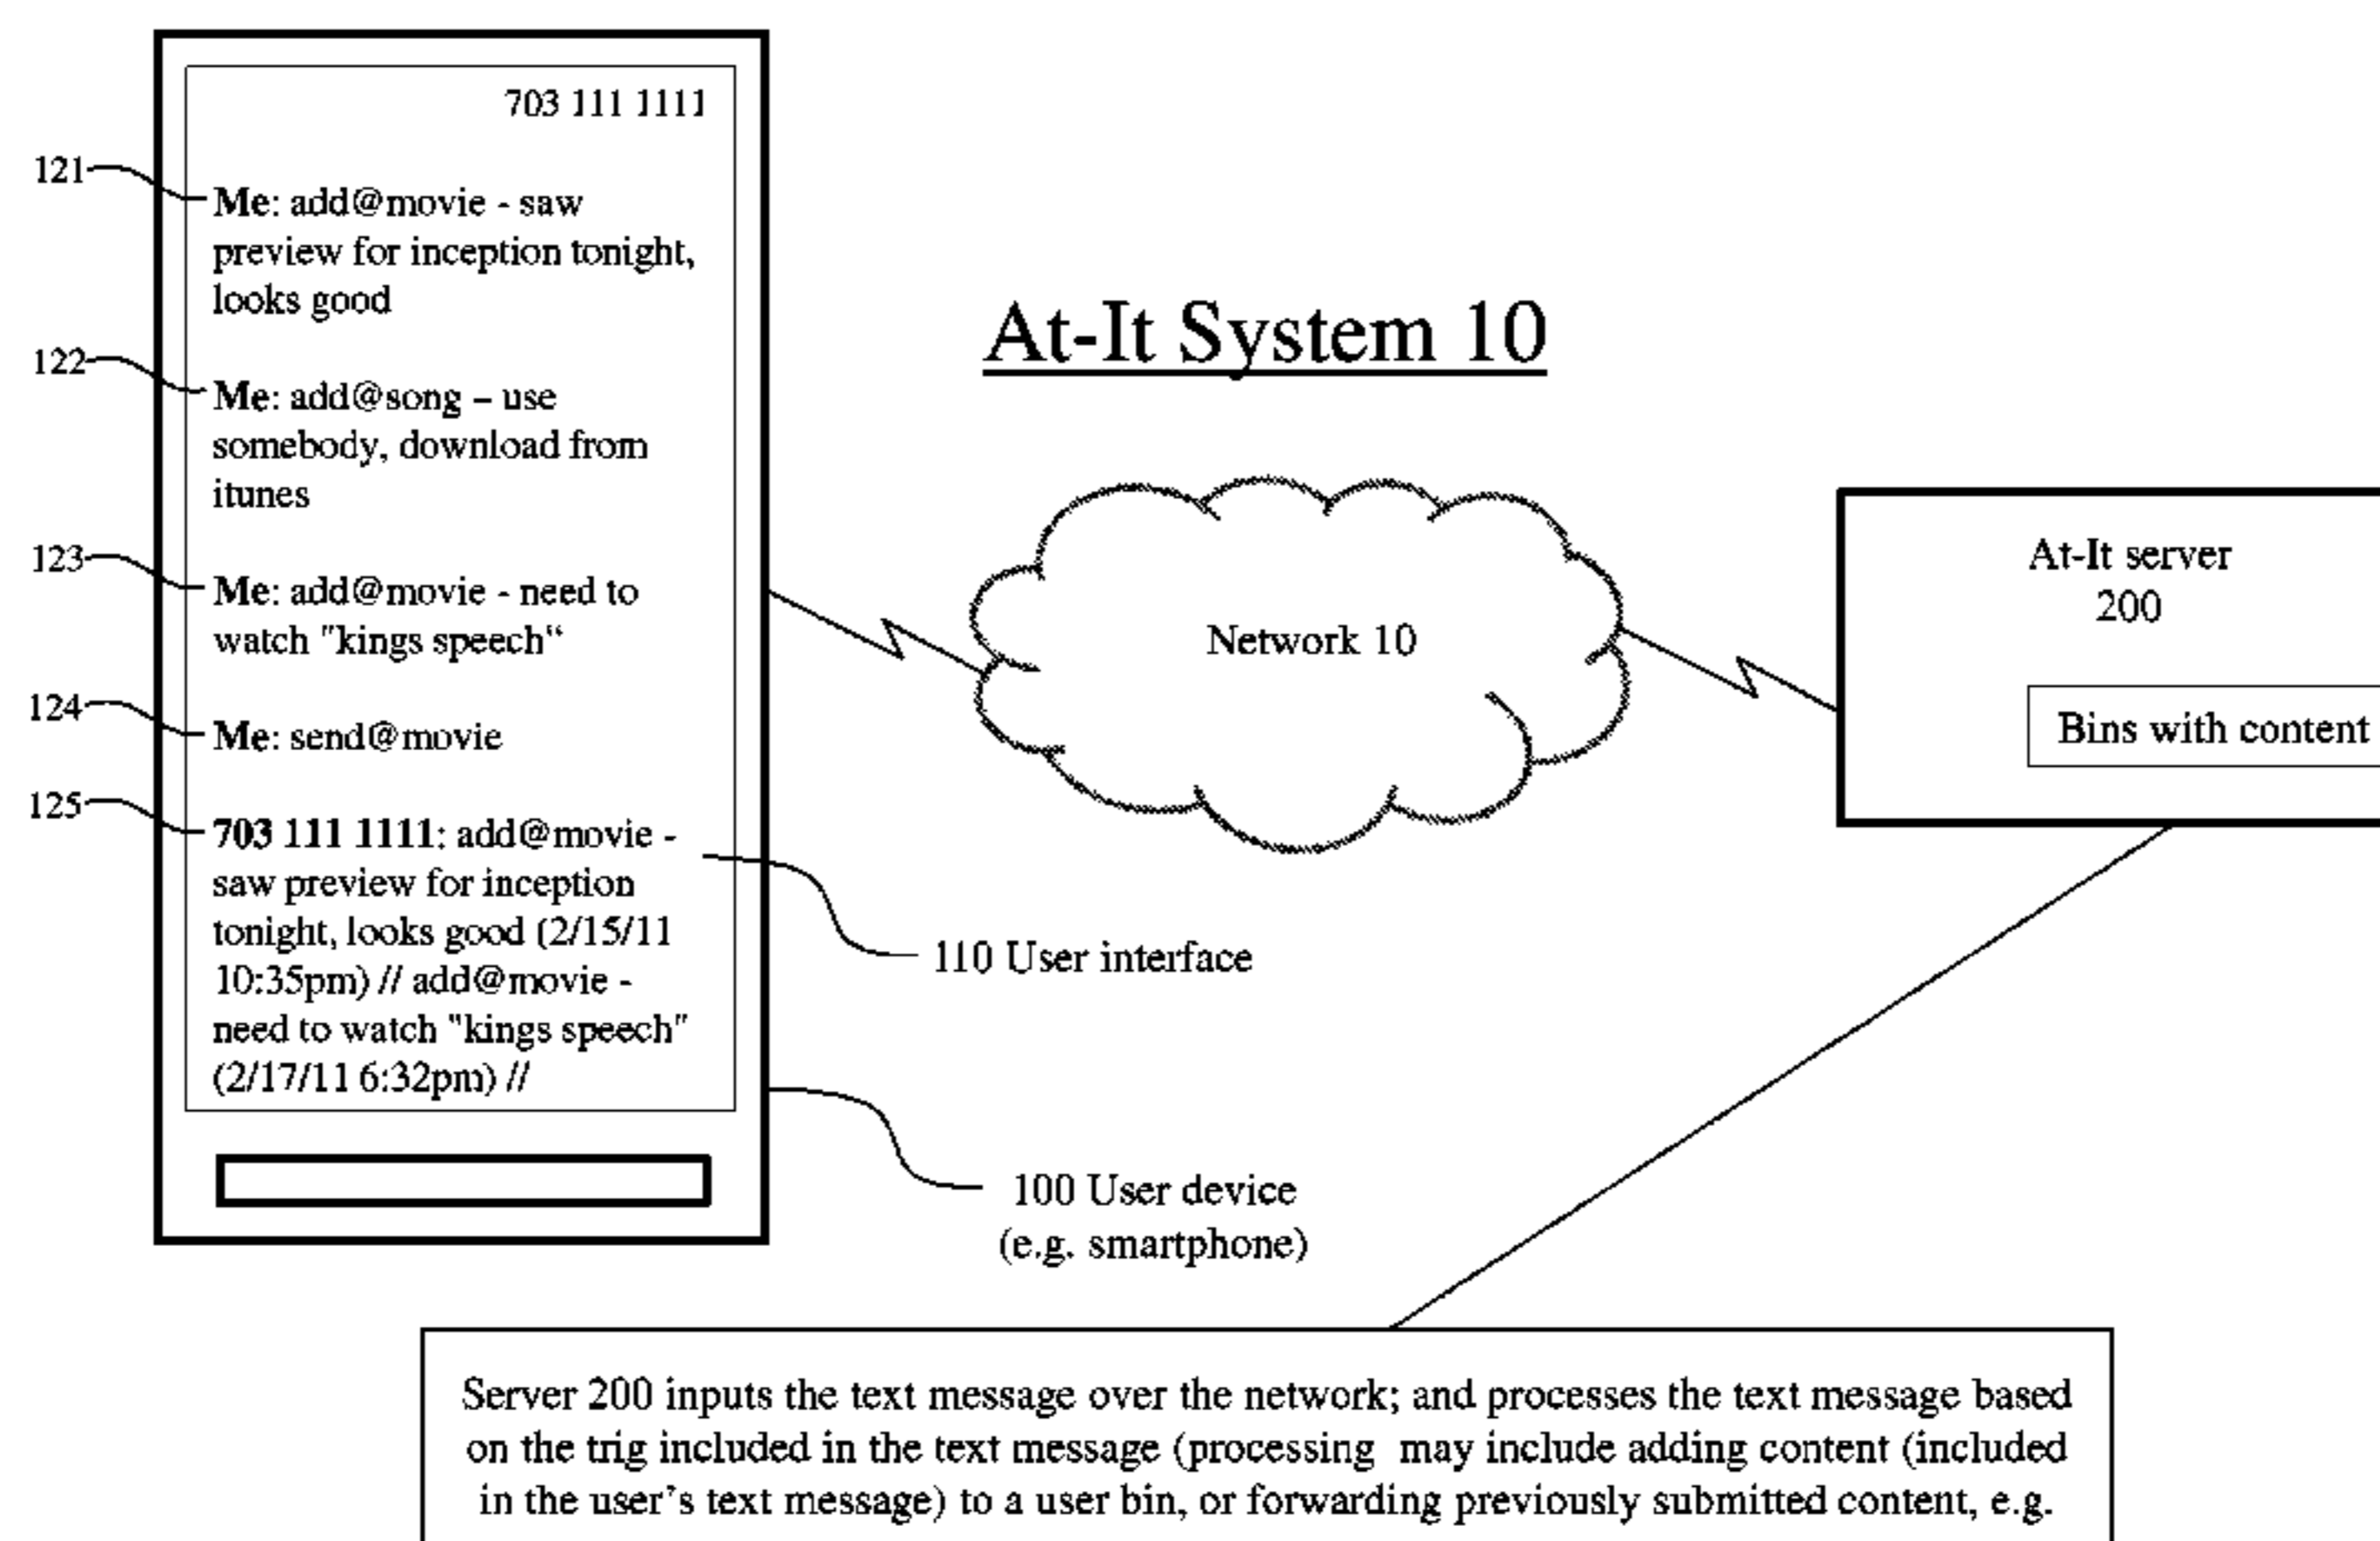 703 111 1111
121
Me: add@movie - saw
preview for inception tonight,
looks good
122
Me: add@song – use
somebody, download from
itunes
123
Me: add@movie - need to
watch "kings speech“
124
Me: send@movie
125
703 111 1111: add@movie -
saw preview for inception
tonight, looks good (2/15/11
10:35pm) // add@movie -
need to watch "kings speech"
(2/17/11 6:32pm) //
At-It System 10
Network 10
At-It server
200
Bins with content
110 User interface
100 User device
(e.g. smartphone)
Server 200 inputs the text message over the network; and processes the text message based
on the trig included in the text message (processing may include adding content (included
in the user’s text message) to a user bin, or forwarding previously submitted content, e.g.